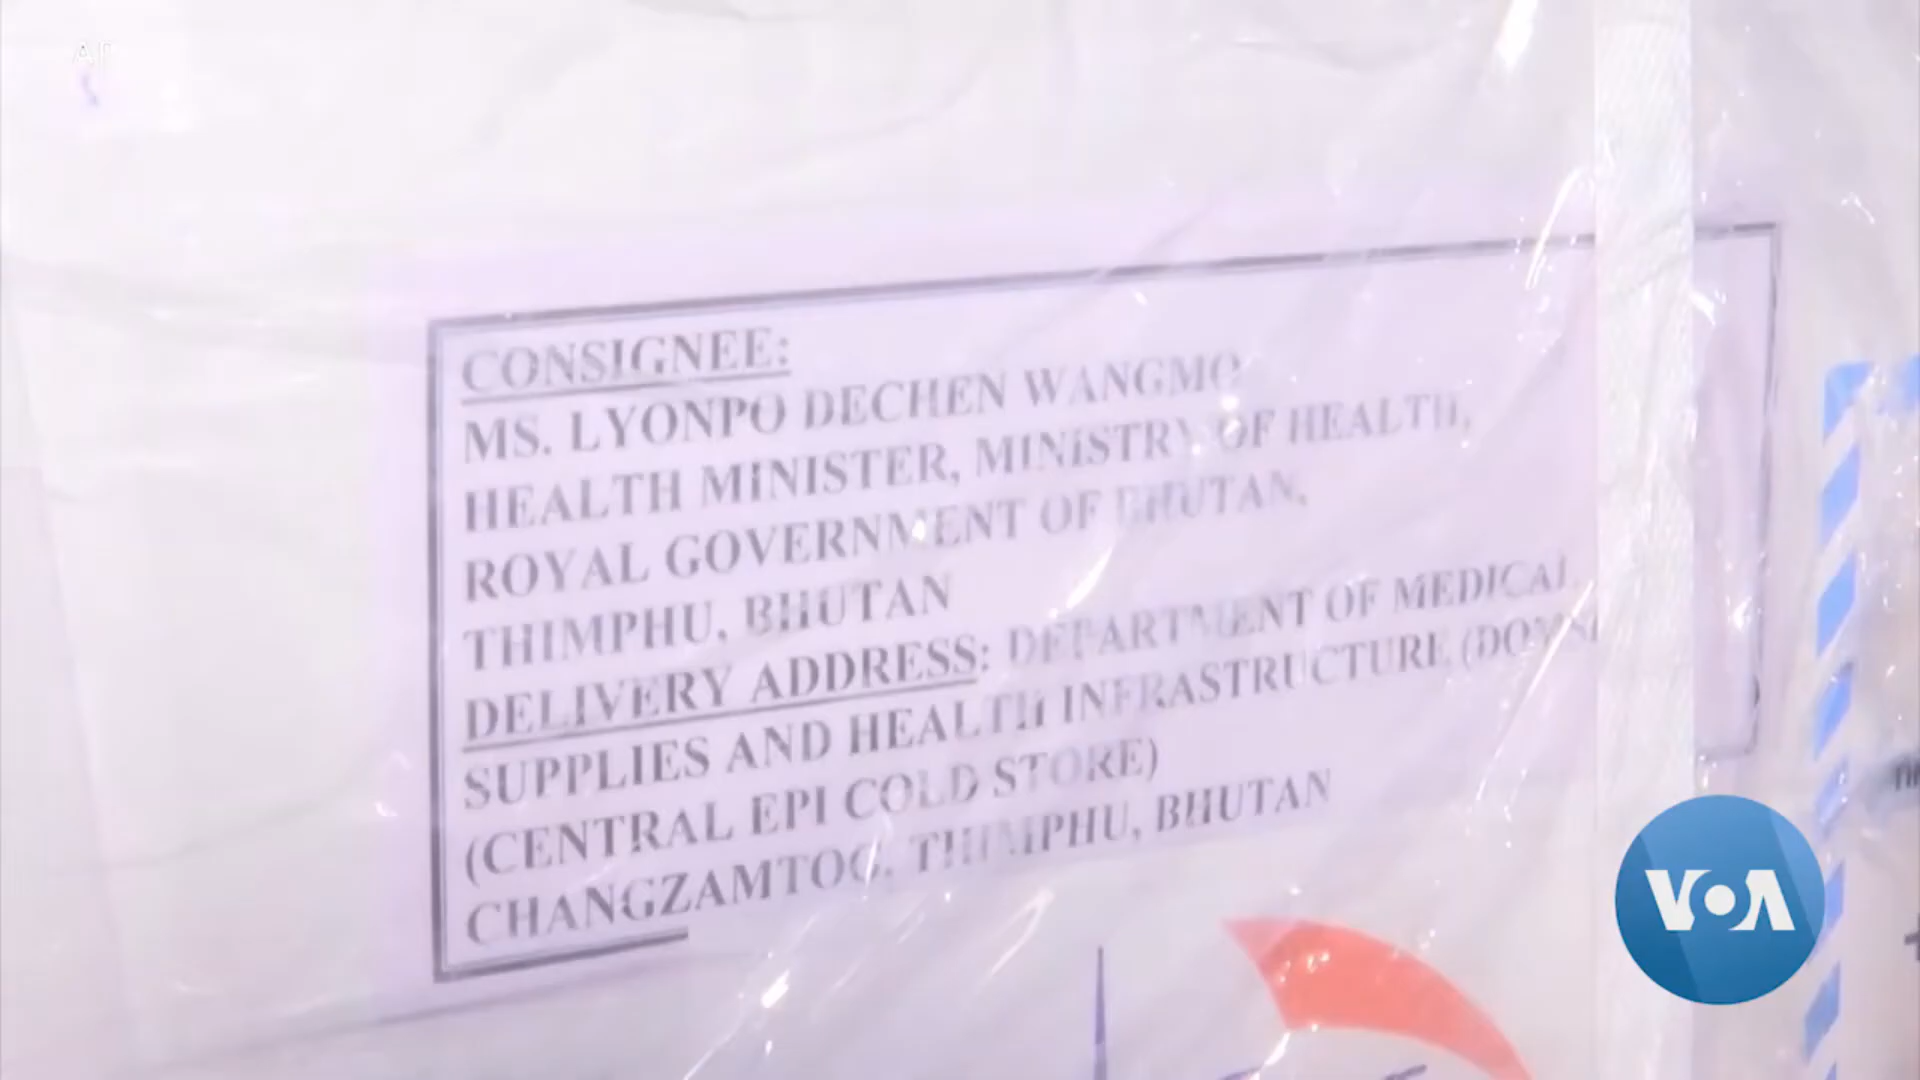 AP
CONSIGNEE:
MS. LYONPO DECHEN WANGMO
HEALTH MINISTER, MINISTRY OF HEALTH,
ROYAL GOVERNMENT OF BHUTAN,
THIMPHU, BHUTAN
DELIVERY ADDRESS: DEPARTMENT OF MEDICAL
SUPPLIES AND HEALTH INFRASTRUCTURE
(CENTRAL EPI COLD STORE)
CHANGZAMTOG, THIMPHU, BHUTAN
VOA